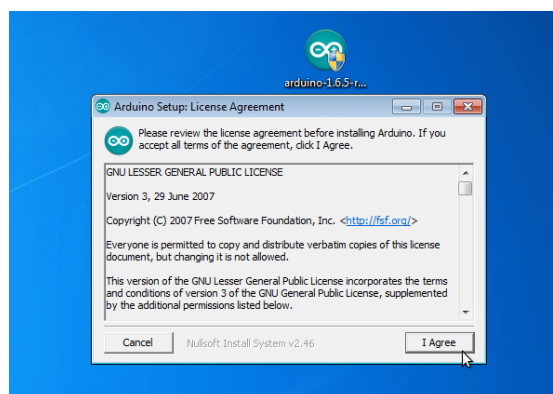 arduino-1.6.5-r...
Arduino Setup: License Agreement
Please review the license agreement before installing Arduino. If you
accept all terms of the agreement, click I Agree.
GNU LESSER GENERAL PUBLIC LICENSE
Version 3, 29 June 2007
Copyright (C) 2007 Free Software Foundation, Inc. <http://fsf.org/>
Everyone is permitted to copy and distribute verbatim copies of this license
document, but changing it is not allowed.
This version of the GNU Lesser General Public License incorporates the terms
and conditions of version 3 of the GNU General Public License, supplemented
by the additional permissions listed below.
Cancel
Nullsoft Install System v2.46
I Agree